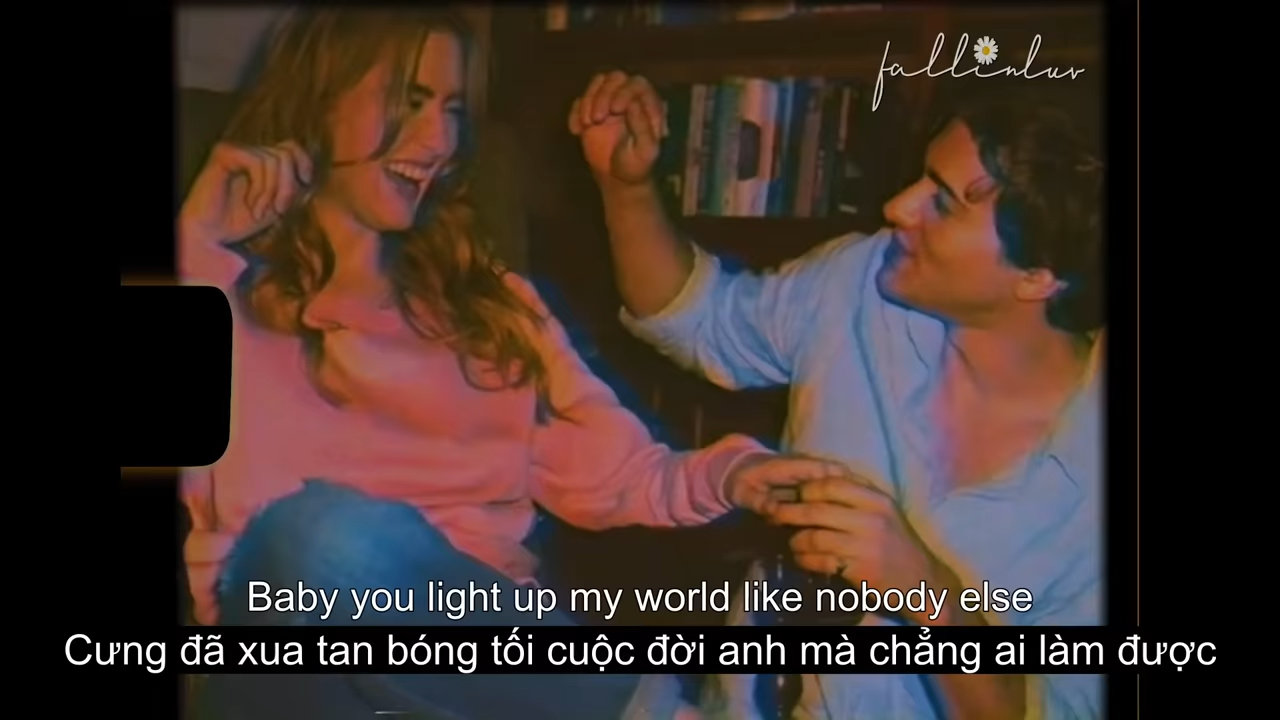 fallinluv
Baby you light up my world like nobody else
Cưng đã xua tan bóng tối cuộc đời anh mà chẳng ai làm được